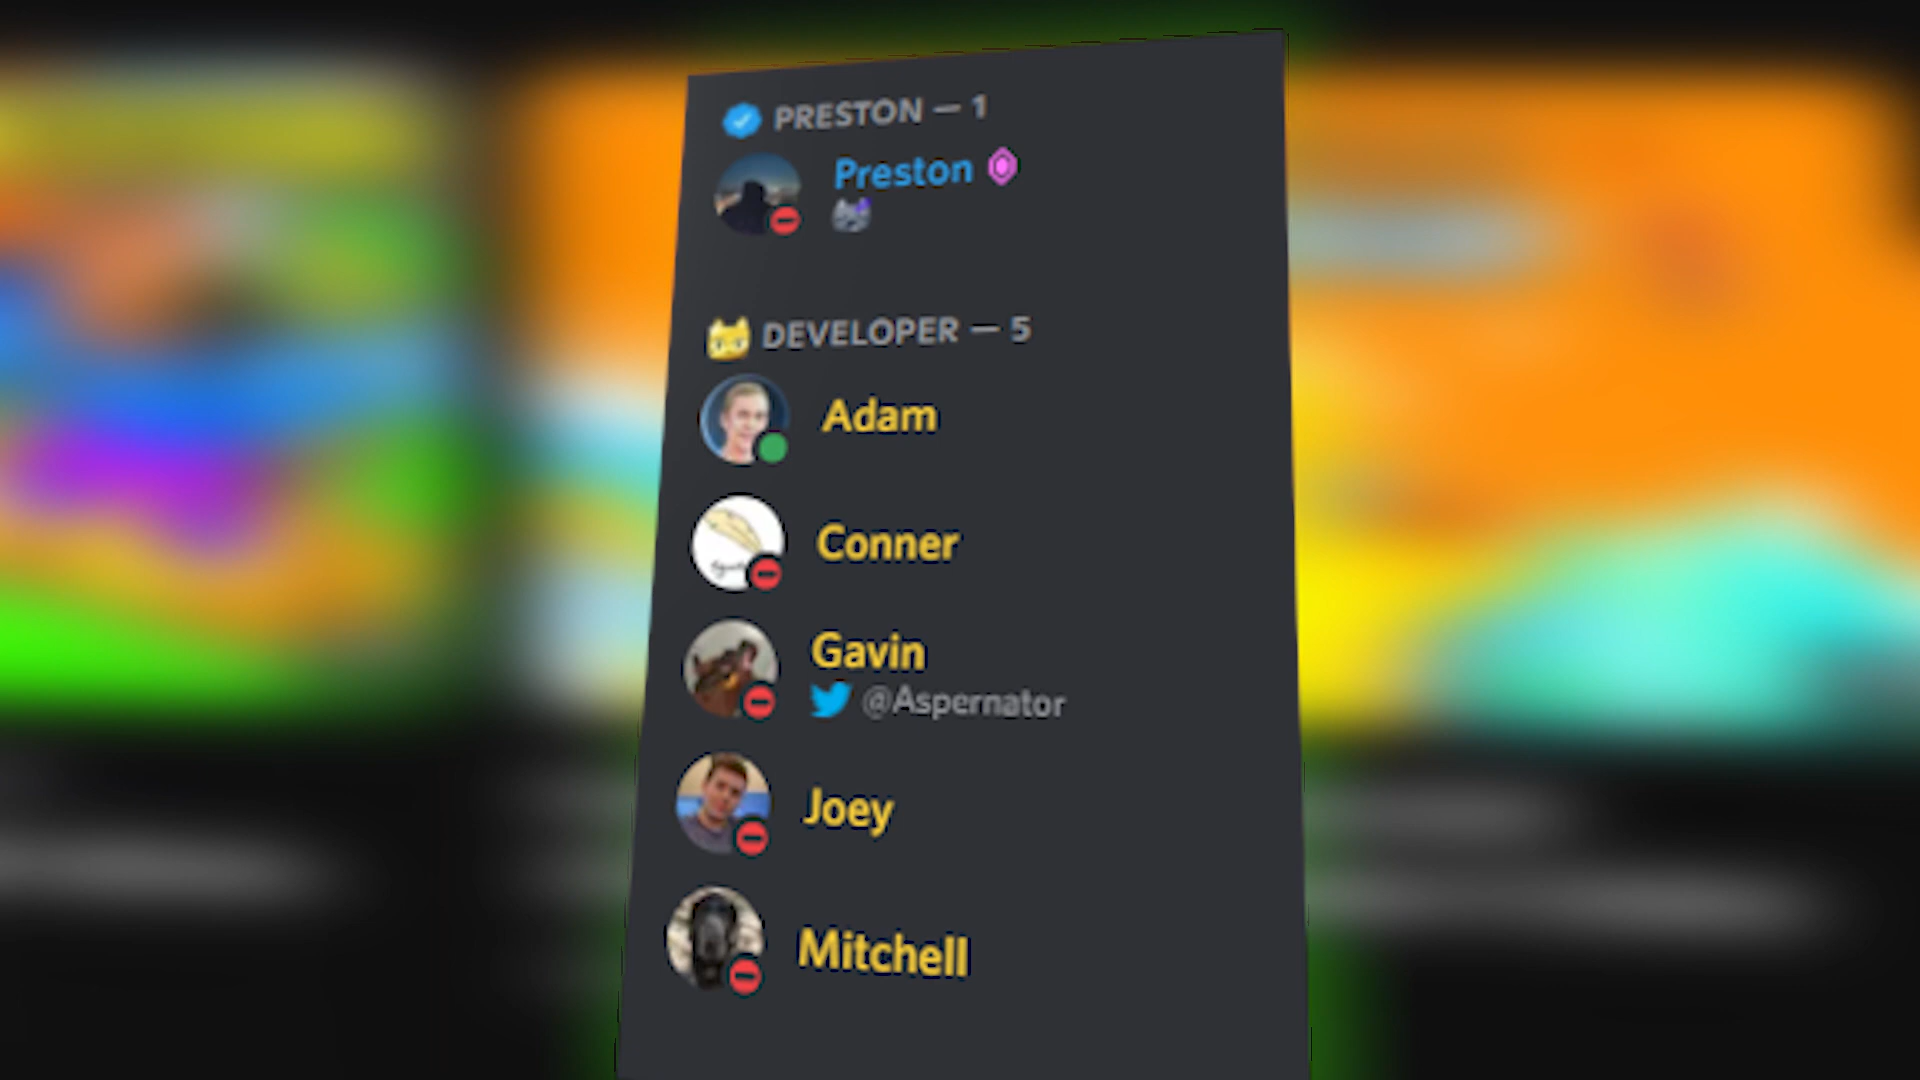 PRESTON — 1
Preston
DEVELOPER — 5
Adam
Conner
Gavin
@Aspernator
Joey
Mitchell